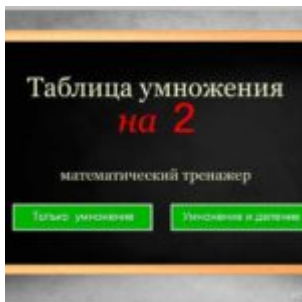 Таблица умножения
на 2
математический тренажер
Только умножение
Умножение и деление